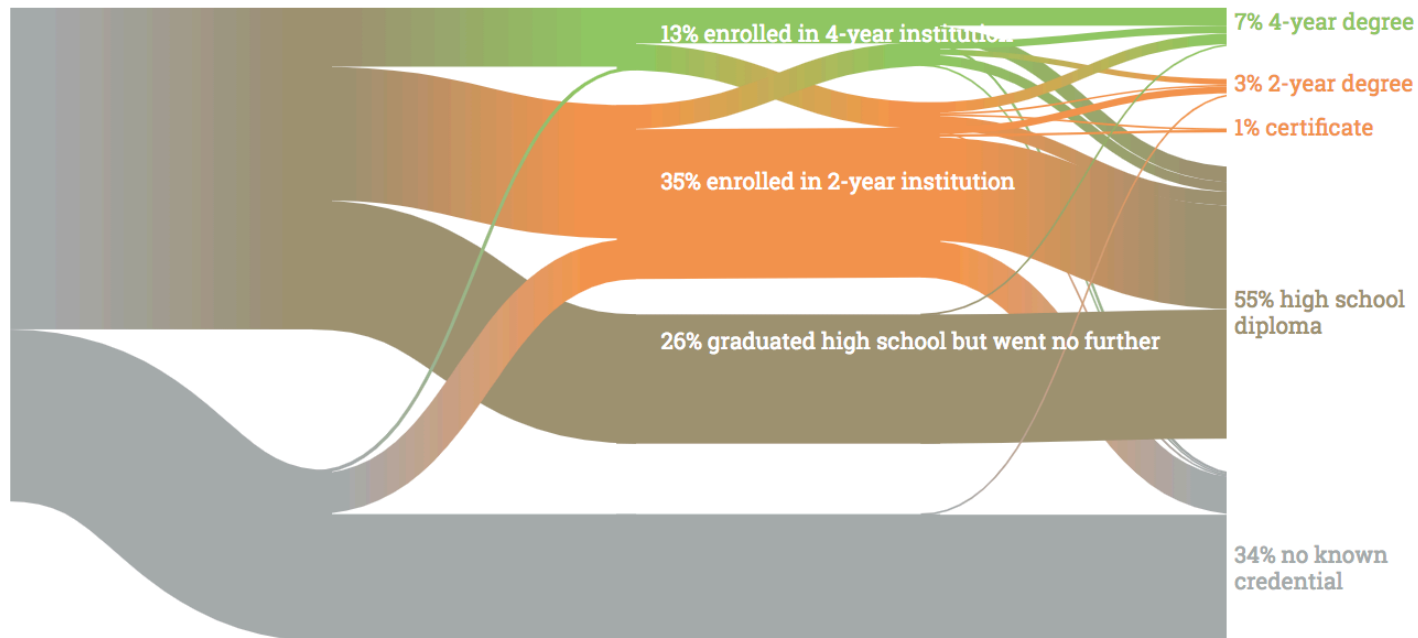 13% enrolled in 4-year institution
7% 4-year degree
3% 2-year degree
1% certificate
35% enrolled in 2-year institution
55% high school
diploma
26% graduated high school but went no further
34% no known
credential